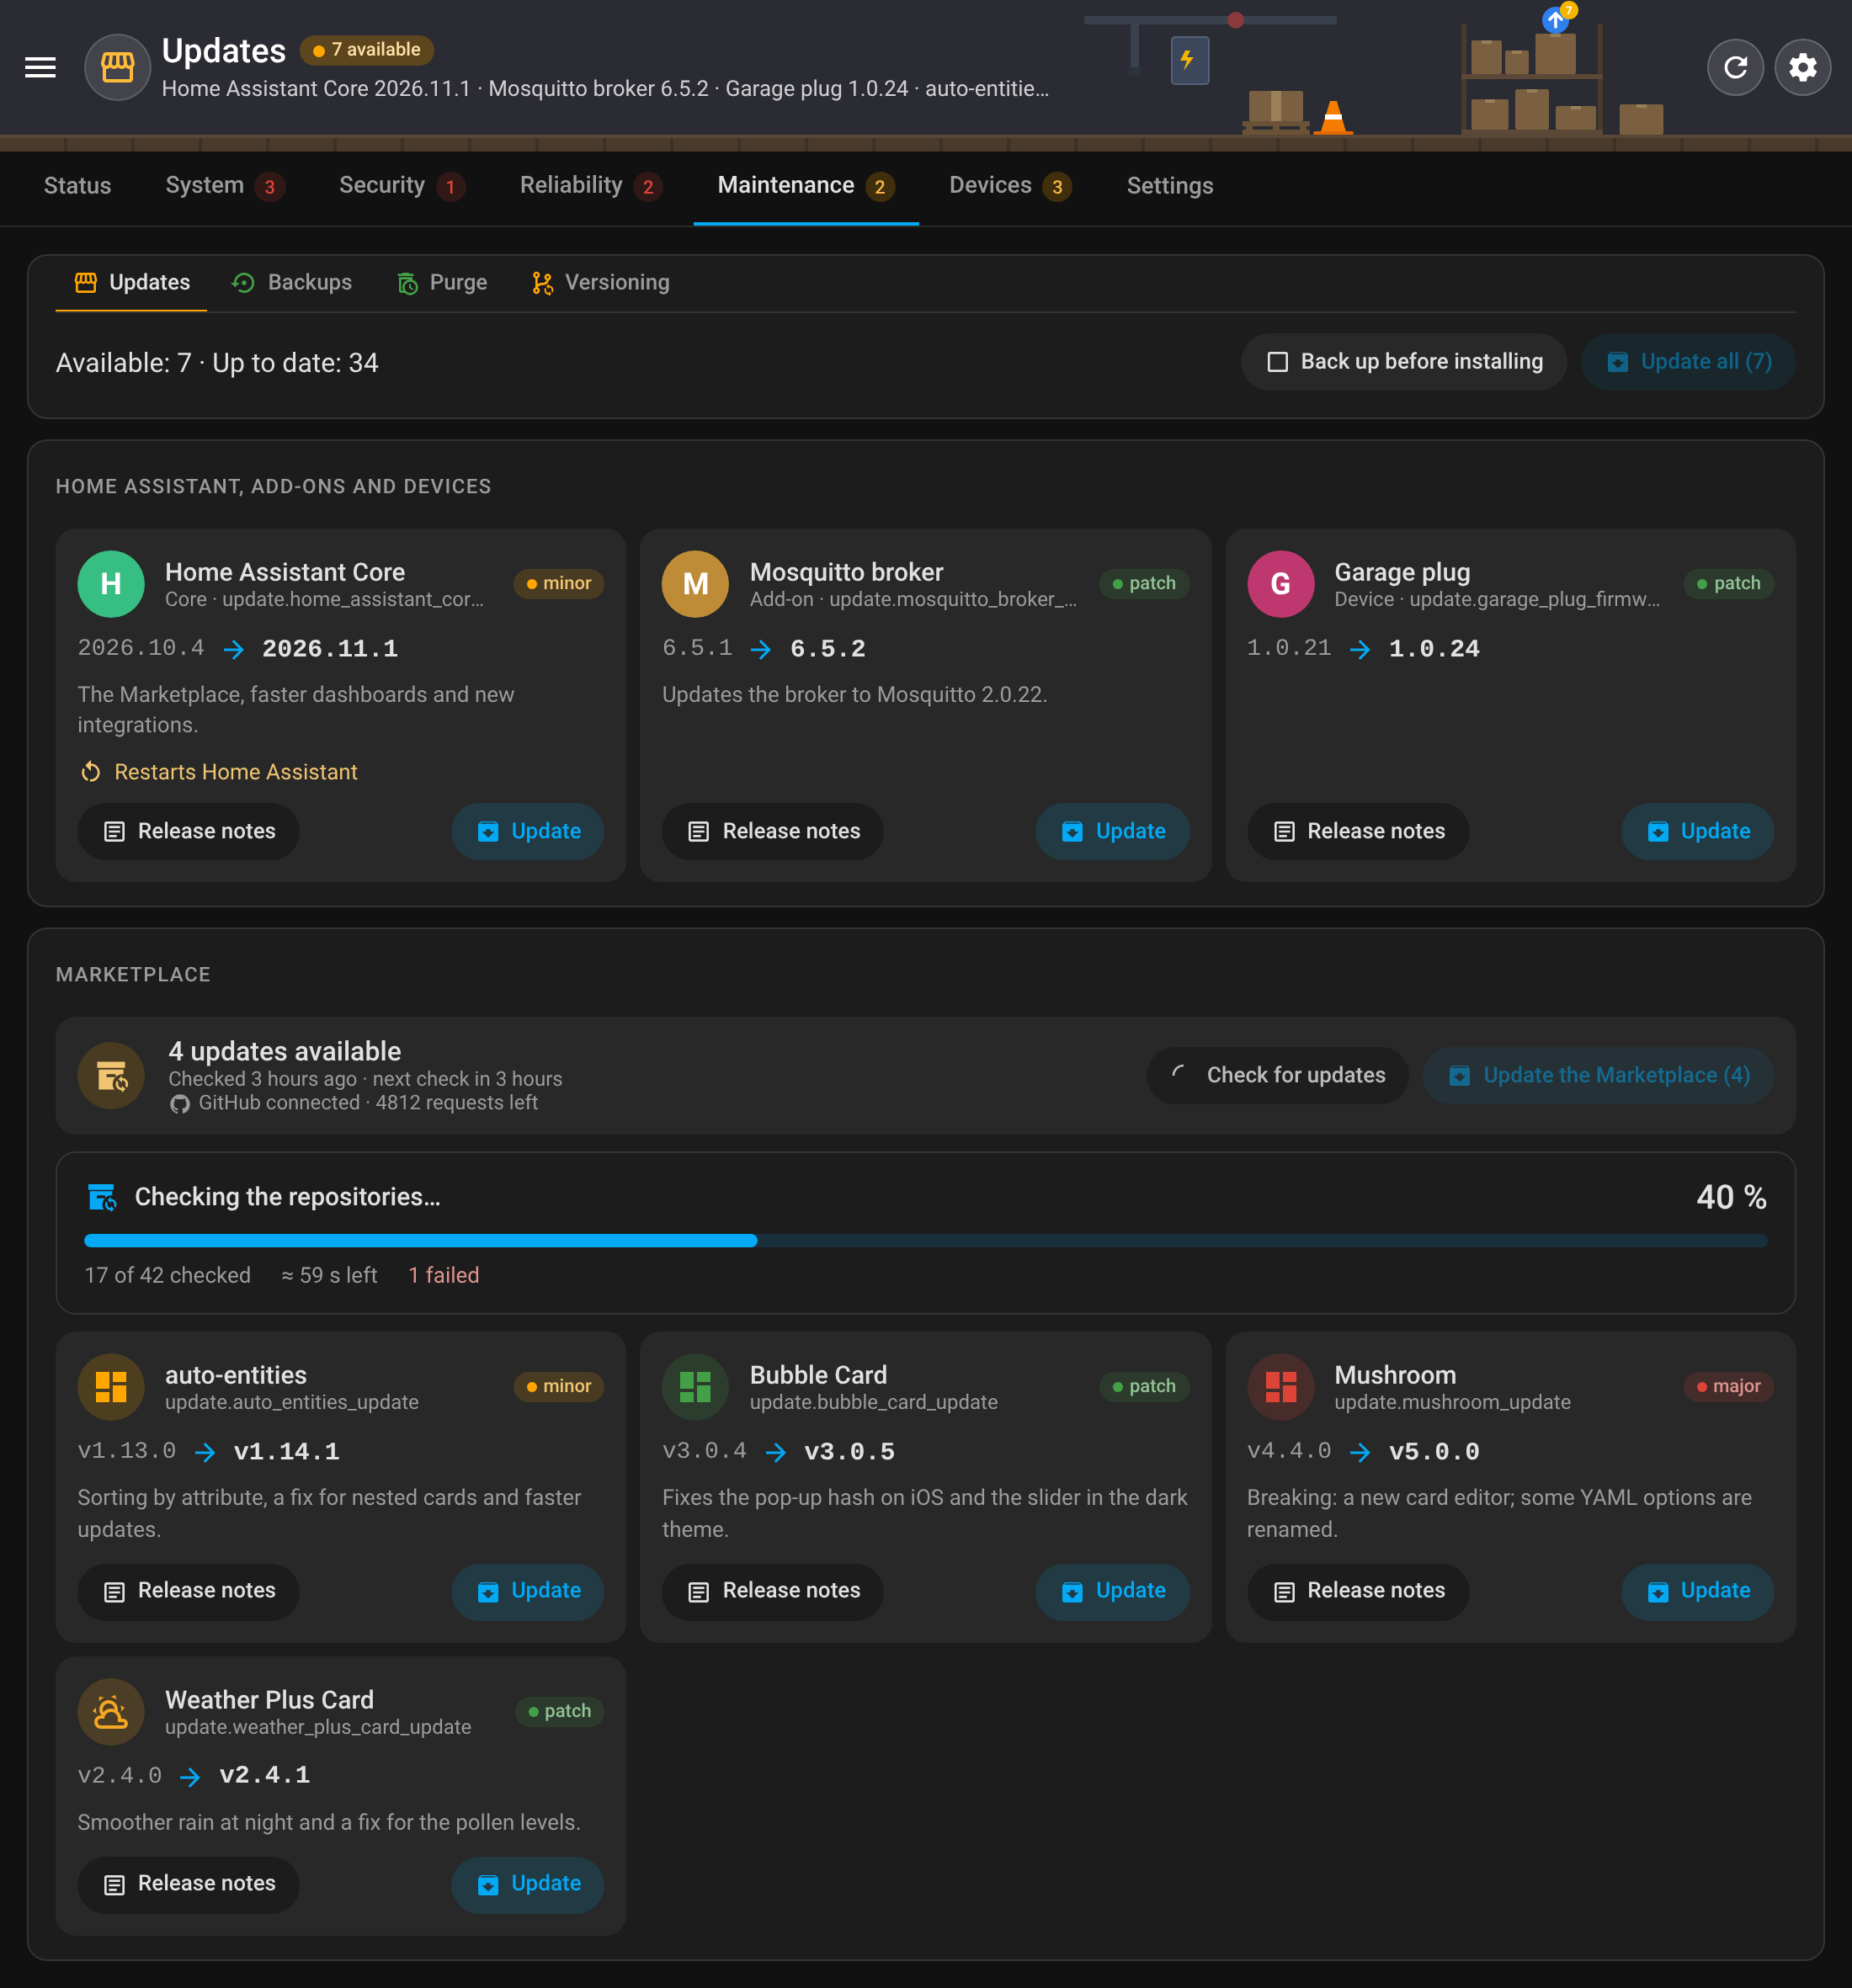 Updates
7 available
Home Assistant Core 2026.11.1 · Mosquitto broker 6.5.2 · Garage plug 1.0.24 · auto-entitie…
7
Status
System 3
Security 1
Reliability 2
Maintenance 2
Devices 3
Settings
Updates
Backups
Purge
Versioning
Available: 7 · Up to date: 34
Back up before installing
Update all (7)
HOME ASSISTANT, ADD-ONS AND DEVICES
H
Home Assistant Core
Core · update.home_assistant_cor…
minor
2026.10.4 → 2026.11.1
The Marketplace, faster dashboards and new
integrations.
Restarts Home Assistant
Release notes
Update
M
Mosquitto broker
Add-on · update.mosquitto_broker_…
patch
6.5.1 → 6.5.2
Updates the broker to Mosquitto 2.0.22.
Release notes
Update
G
Garage plug
Device · update.garage_plug_firmw…
patch
1.0.21 → 1.0.24
Release notes
Update
MARKETPLACE
4 updates available
Checked 3 hours ago · next check in 3 hours
GitHub connected · 4812 requests left
Check for updates
Update the Marketplace (4)
Checking the repositories…
40 %
17 of 42 checked
≈ 59 s left
1 failed
auto-entities
update.auto_entities_update
minor
v1.13.0 → v1.14.1
Sorting by attribute, a fix for nested cards and faster
updates.
Release notes
Update
Bubble Card
update.bubble_card_update
patch
v3.0.4 → v3.0.5
Fixes the pop-up hash on iOS and the slider in the dark
theme.
Release notes
Update
Mushroom
update.mushroom_update
major
v4.4.0 → v5.0.0
Breaking: a new card editor; some YAML options are
renamed.
Release notes
Update
Weather Plus Card
update.weather_plus_card_update
patch
v2.4.0 → v2.4.1
Smoother rain at night and a fix for the pollen levels.
Release notes
Update